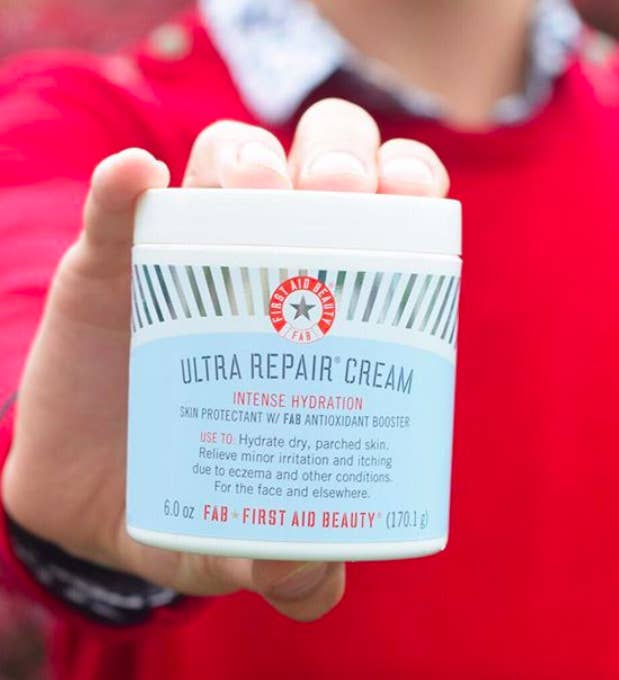 FIRST AID BEAUTY
FAB
ULTRA REPAIR® CREAM
INTENSE HYDRATION
SKIN PROTECTANT W/ FAB ANTIOXIDANT BOOSTER
USE TO: Hydrate dry, parched skin.
Relieve minor irritation and itching
due to eczema and other conditions.
For the face and elsewhere.
6.0 oz FAB★FIRST AID BEAUTY® (170.1 g)